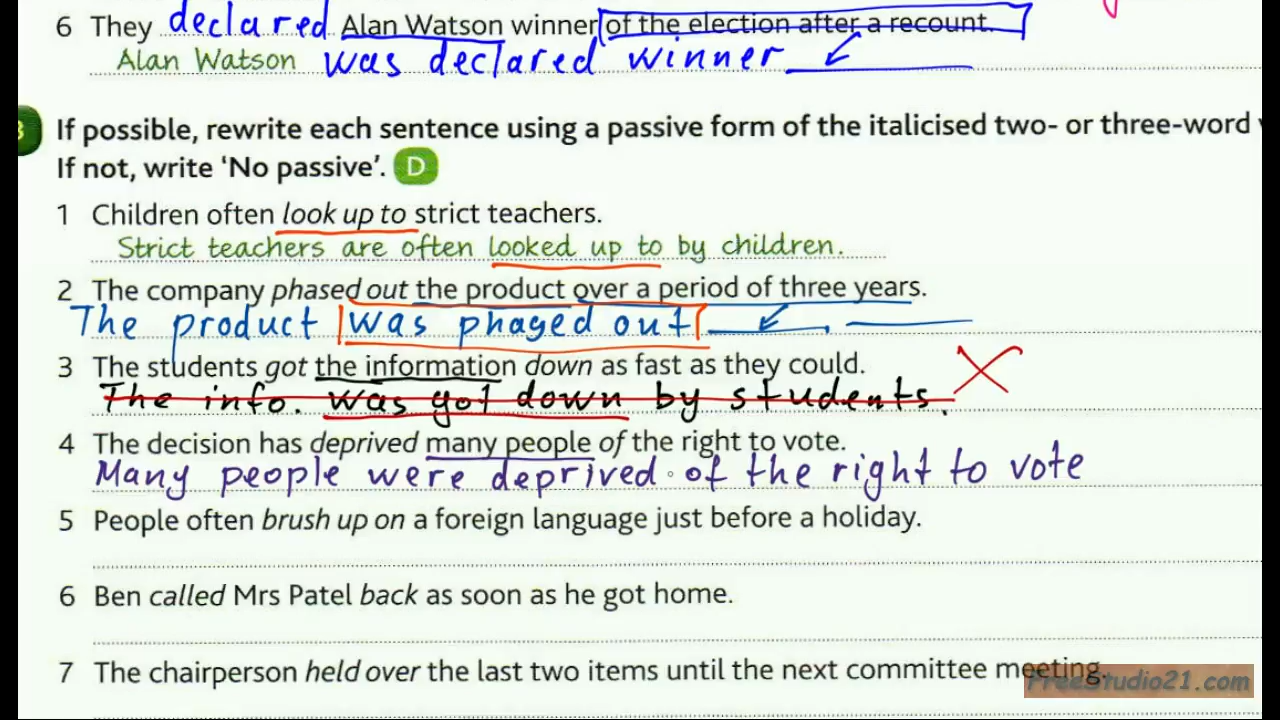 6 They declared Alan Watson winner of the election after a recount.
Alan Watson was declared winner
If possible, rewrite each sentence using a passive form of the italicised two- or three-word
If not, write ‘No passive’. D
1 Children often look up to strict teachers.
Strict teachers are often looked up to by children.
2 The company phased out the product over a period of three years.
The product was phaged out
3 The students got the information down as fast as they could.
The info. was got down by students.
4 The decision has deprived many people of the right to vote.
Many people were deprived of the right to vote
5 People often brush up on a foreign language just before a holiday.
6 Ben called Mrs Patel back as soon as he got home.
7 The chairperson held over the last two items until the next committee meeting.
FreeStudio21.com